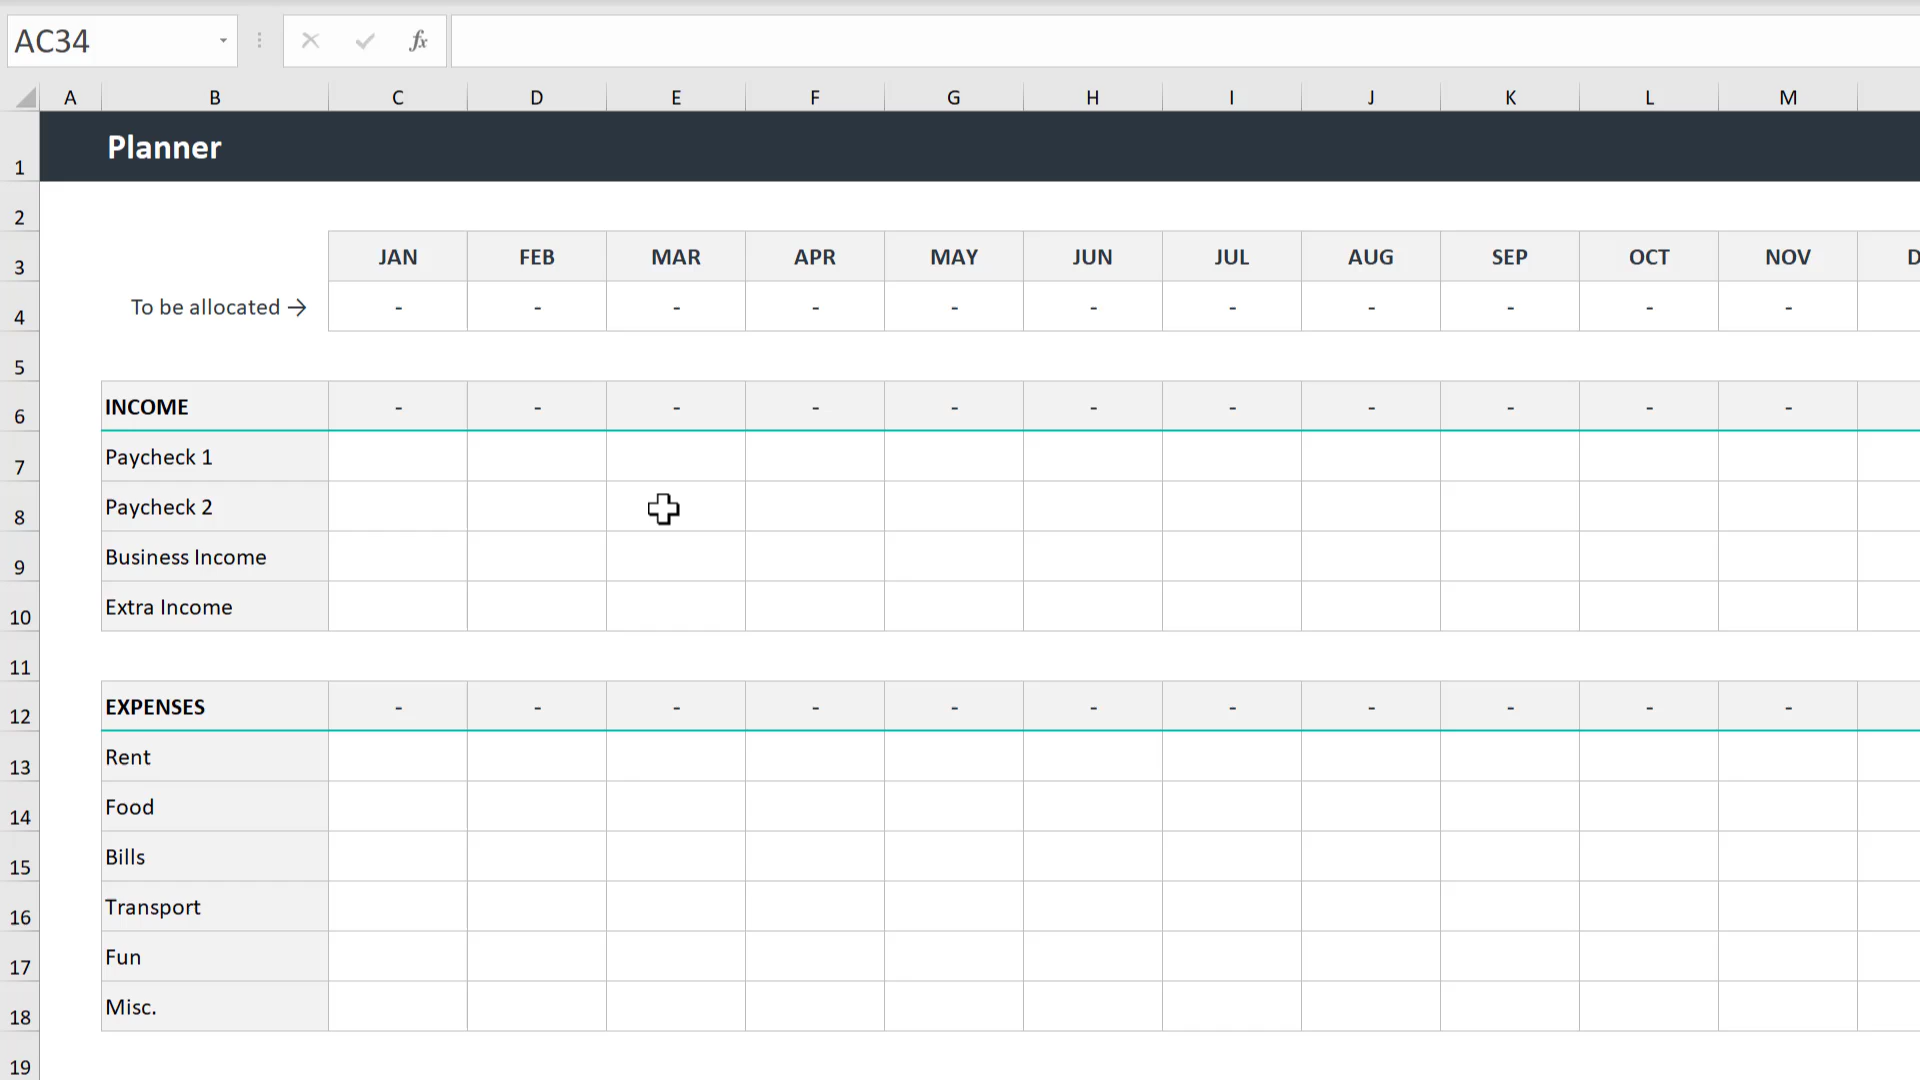 AC34 fx
A B C D E F G H I J K L M
1 Planner
2
3 JAN FEB MAR APR MAY JUN JUL AUG SEP OCT NOV D
4 To be allocated → - - - - - - - - - - -
5
6 INCOME - - - - - - - - - - -
7 Paycheck 1
8 Paycheck 2
9 Business Income
10 Extra Income
11
12 EXPENSES - - - - - - - - - - -
13 Rent
14 Food
15 Bills
16 Transport
17 Fun
18 Misc.
19